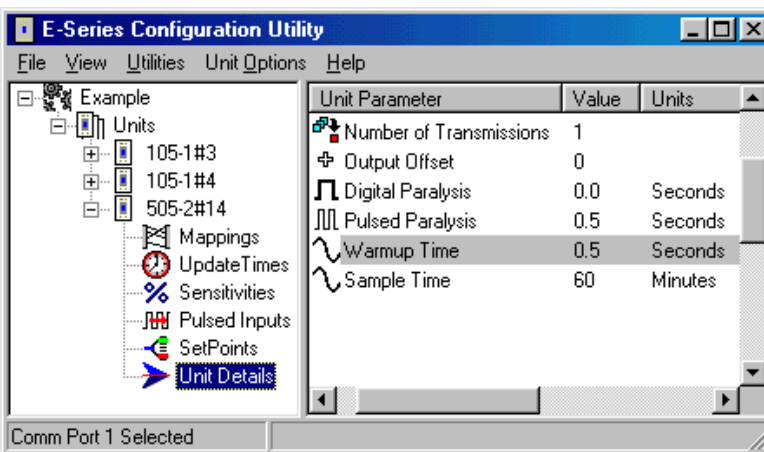 E-Series Configuration Utility
File View Utilities Unit Options Help
Example
Units
105-1#3
105-1#4
505-2#14
Mappings
UpdateTimes
Sensitivities
Pulsed Inputs
SetPoints
Unit Details
Unit Parameter Value Units
Number of Transmissions 1
Output Offset 0
Digital Paralysis 0.0 Seconds
Pulsed Paralysis 0.5 Seconds
Warmup Time 0.5 Seconds
Sample Time 60 Minutes
Comm Port 1 Selected